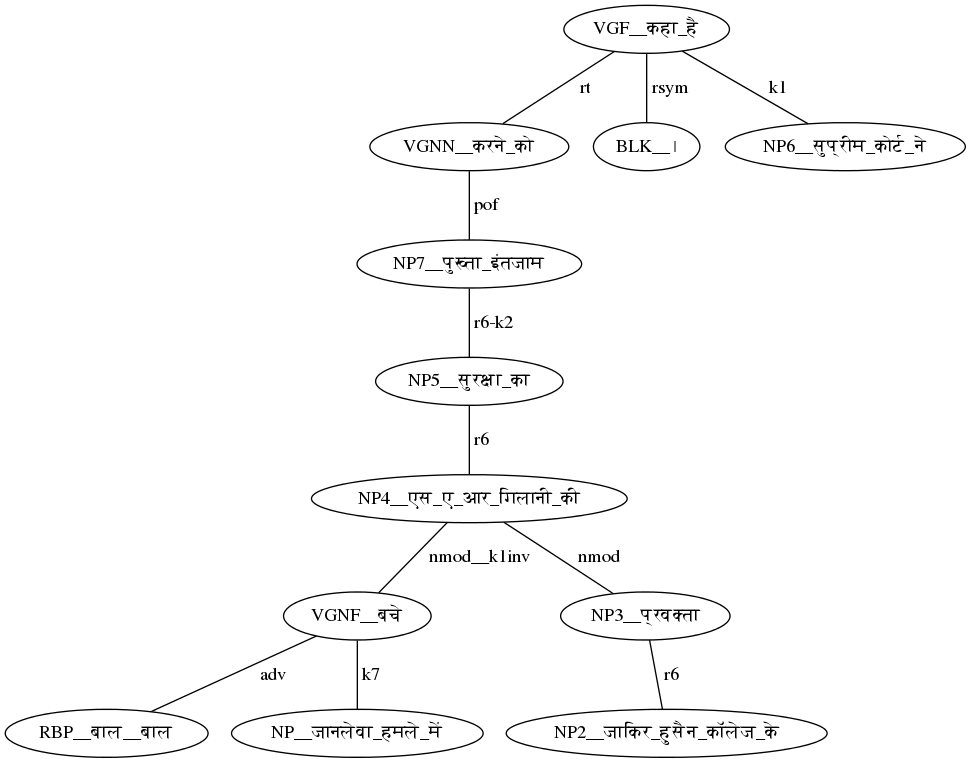 VGF__कहा_है
rt rsym k1
VGNN__करने_को BLK__। NP6__सुप्रीम_कोर्ट_ने
pof
NP7__पुख्ता_इंतजाम
r6-k2
NP5__सुरक्षा_का
r6
NP4__एस_ए_आर_गिलानी_की
nmod__k1inv nmod
VGNF__बचे NP3__प्रवक्ता
adv k7 r6
RBP__बाल__बाल NP__जानलेवा_हमले_में NP2__जाकिर_हुसैन_कॉलेज_के